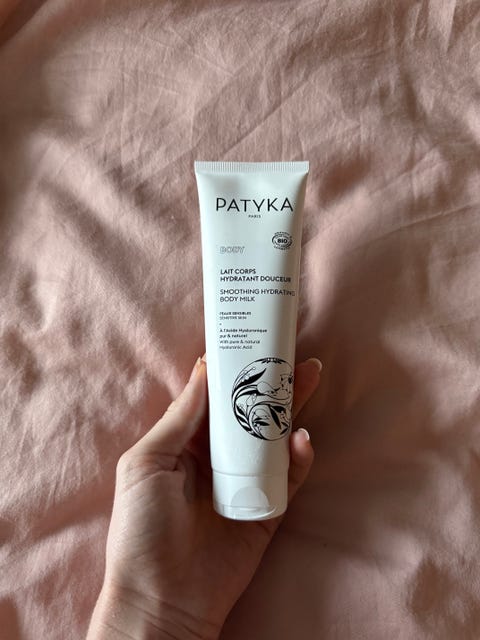 PATYKA
PARIS
BIO
BODY
LAIT CORPS
HYDRATANT DOUCEUR
SMOOTHING HYDRATING
BODY MILK
PEAUX SENSIBLES
SENSITIVE SKIN
À l'Acide Hyaluronique
pur & naturel
With pure & natural
Hyaluronic Acid